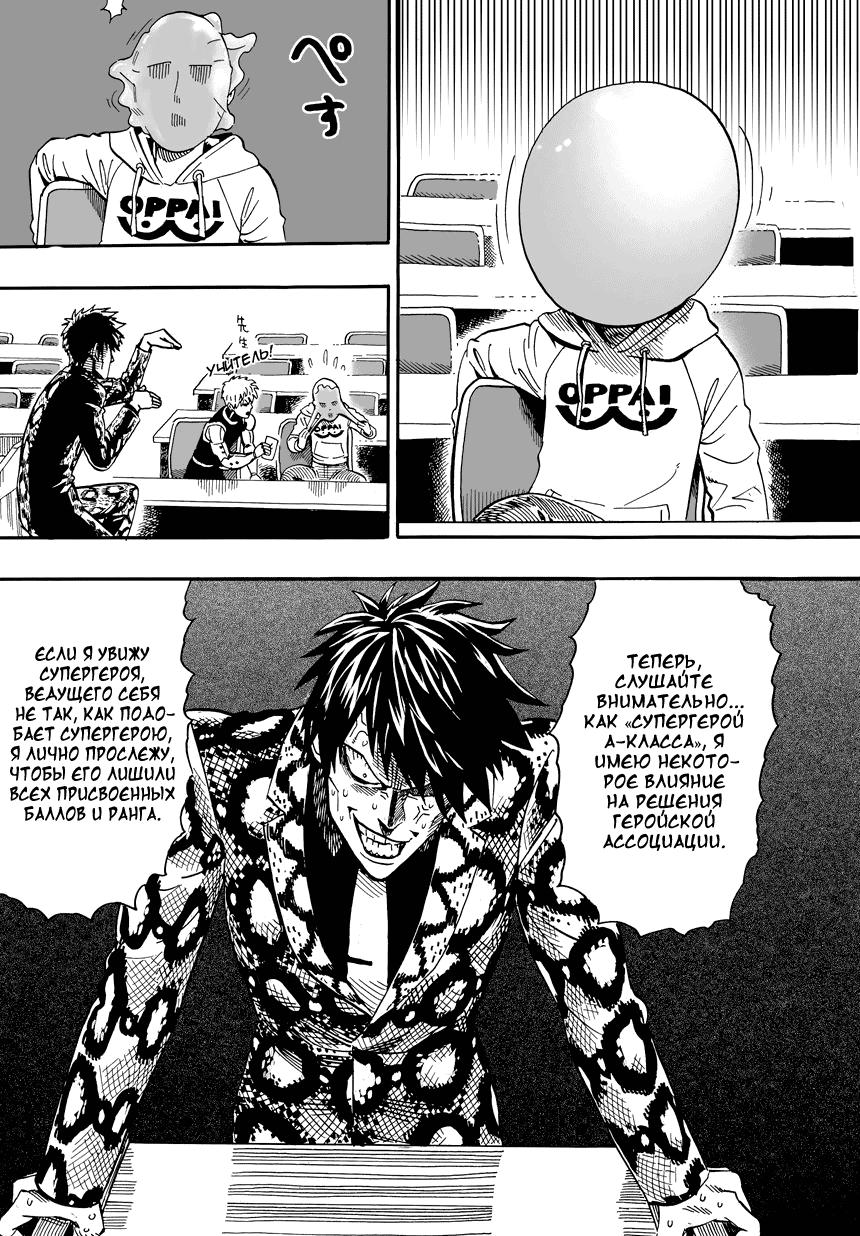 OPPAI
ぺす
OPPAI
先生
УЧИТЕЛЬ!
OPPAI
ТЕПЕРЬ,
СЛУШАЙТЕ
ВНИМАТЕЛЬНО...
КАК «СУПЕРГЕРОЙ
А-КЛАССА», Я
ИМЕЮ НЕКОТО-
РОЕ ВЛИЯНИЕ
НА РЕШЕНИЯ
ГЕРОЙСКОЙ
АССОЦИАЦИИ.
ЕСЛИ Я УВИЖУ
СУПЕРГЕРОЯ,
ВЕДУЩЕГО СЕБЯ
НЕ ТАК, КАК ПОДО-
БАЕТ СУПЕРГЕРОЮ,
Я ЛИЧНО ПРОСЛЕЖУ,
ЧТОБЫ ЕГО ЛИШИЛИ
ВСЕХ ПРИСВОЕННЫХ
БАЛЛОВ И РАНГА.